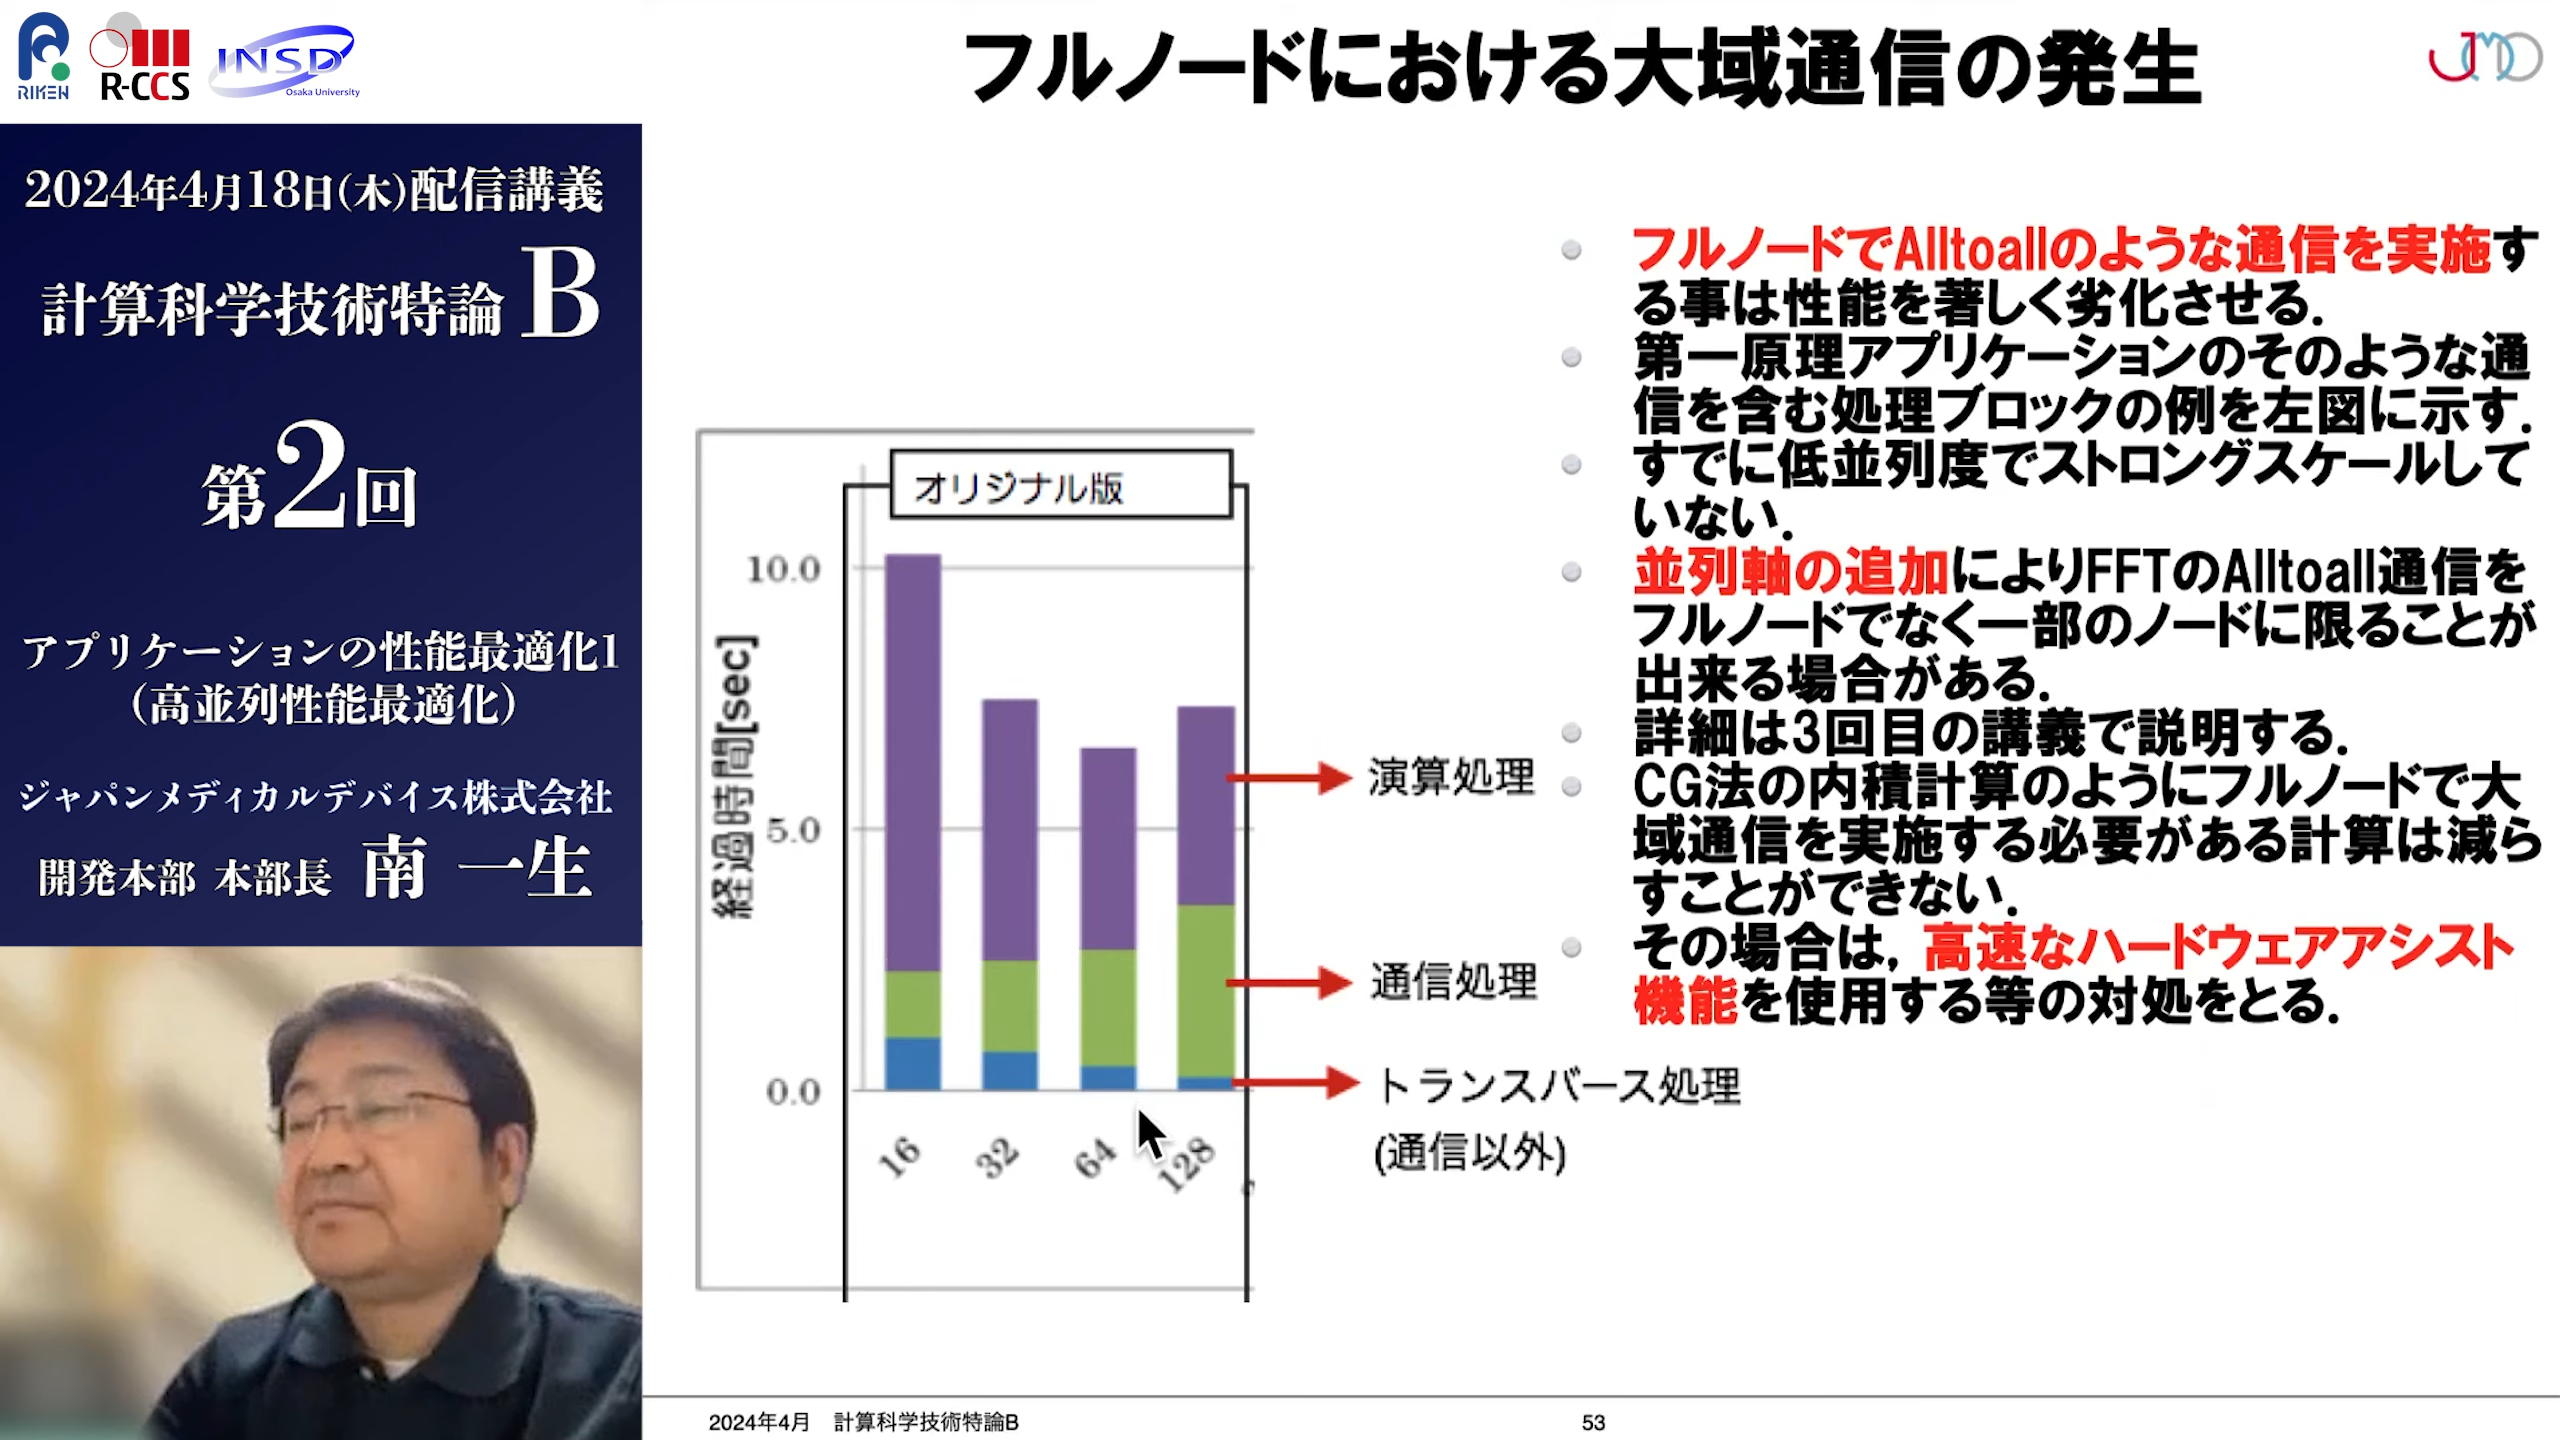 RIKEN
R-CCS
INSD
Osaka University
フルノードにおける大域通信の発生
JMD
2024年4月18日(木)配信講義
計算科学技術特論 B
第2回
アプリケーションの性能最適化1
(高並列性能最適化)
ジャパンメディカルデバイス株式会社
開発本部 本部長 南 一生
オリジナル版
経過時間[sec]
10.0
5.0
0.0
16
32
64
128
演算処理
通信処理
トランスバース処理
(通信以外)
フルノードでAlltoallのような通信を実施す
る事は性能を著しく劣化させる.
第一原理アプリケーションのそのような通
信を含む処理ブロックの例を左図に示す.
すでに低並列度でストロングスケールして
いない.
並列軸の追加によりFFTのAlltoall通信を
フルノードでなく一部のノードに限ることが
出来る場合がある.
詳細は3回目の講義で説明する.
CG法の内積計算のようにフルノードで大
域通信を実施する必要がある計算は減ら
すことができない.
その場合は, 高速なハードウェアアシスト
機能を使用する等の対処をとる.
2024年4月 計算科学技術特論B
53